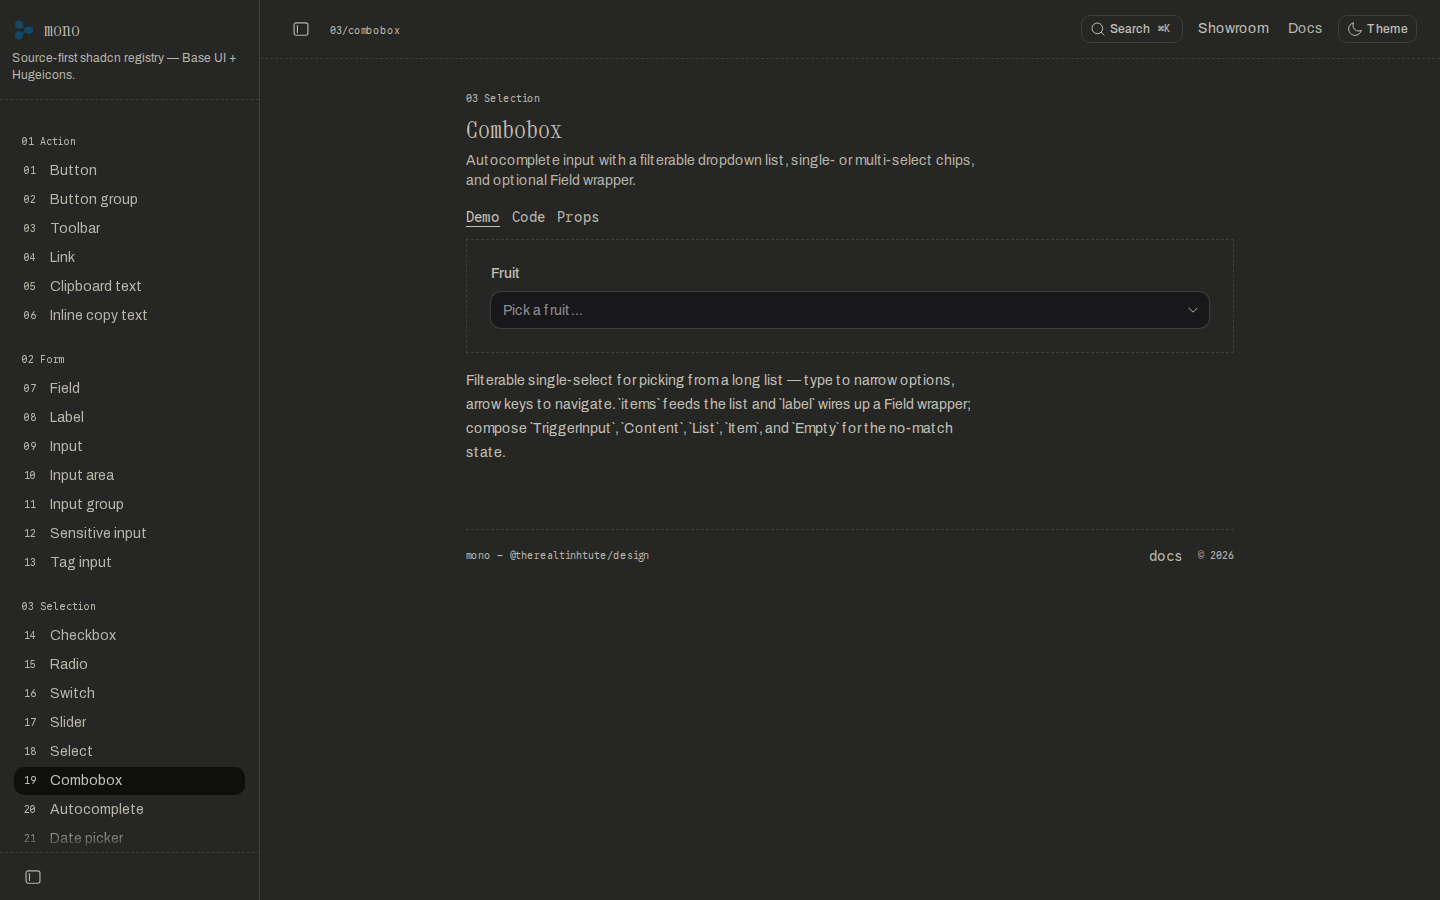 mono
Source-first shadcn registry — Base UI +
Hugeicons.
01 Action
01 Button
02 Button group
03 Toolbar
04 Link
05 Clipboard text
06 Inline copy text
02 Form
07 Field
08 Label
09 Input
10 Input area
11 Input group
12 Sensitive input
13 Tag input
03 Selection
14 Checkbox
15 Radio
16 Switch
17 Slider
18 Select
19 Combobox
20 Autocomplete
21 Date picker
03/combobox
Search ⌘K
Showroom
Docs
Theme
03 Selection
Combobox
Autocomplete input with a filterable dropdown list, single- or multi-select chips,
and optional Field wrapper.
Demo Code Props
Fruit
Pick a fruit…
Filterable single-select for picking from a long list — type to narrow options,
arrow keys to navigate. `items` feeds the list and `label` wires up a Field wrapper;
compose `TriggerInput`, `Content`, `List`, `Item`, and `Empty` for the no-match
state.
mono — @therealtinhtute/design
docs © 2026